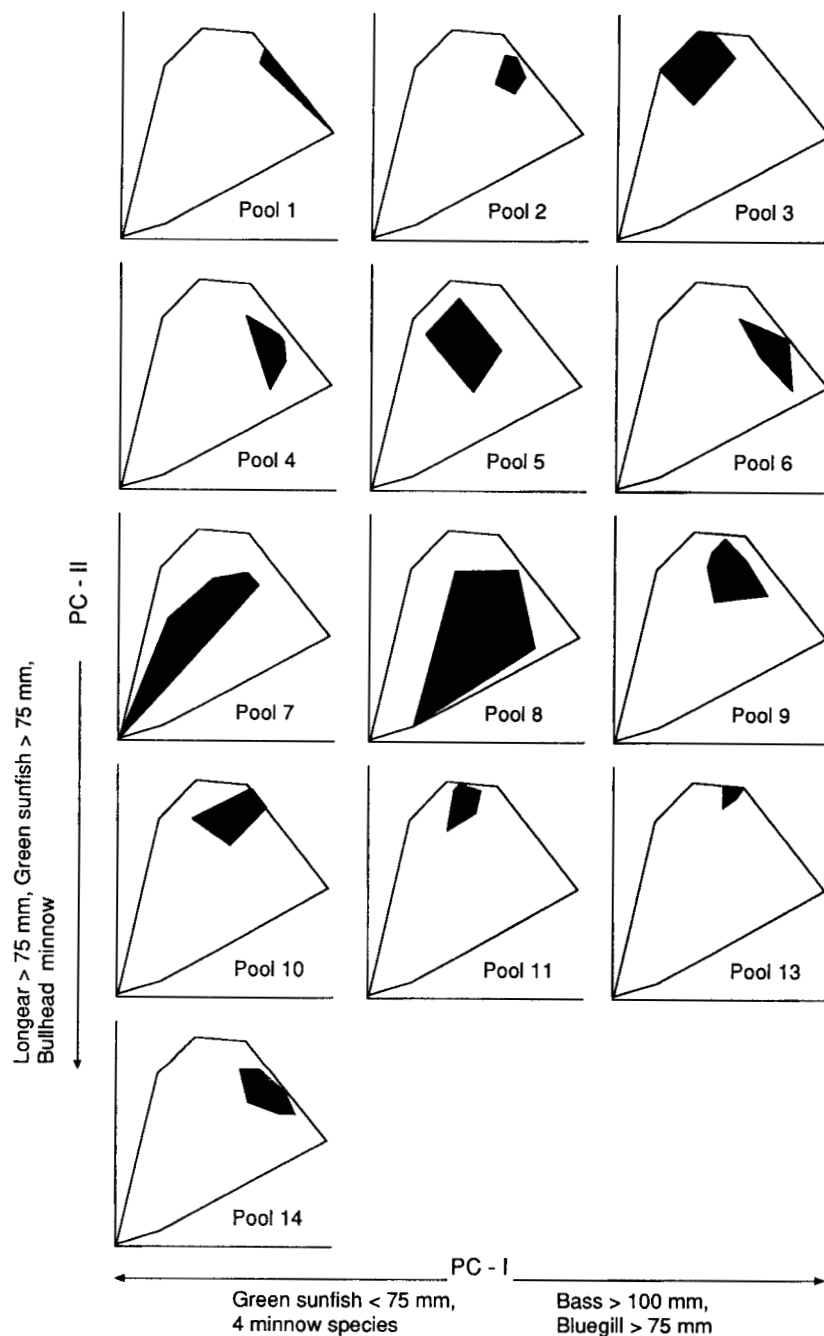 Pool 1
Pool 2
Pool 3
Pool 4
Pool 5
Pool 6
Pool 7
Pool 8
Pool 9
Pool 10
Pool 11
Pool 13
Pool 14
PC - II
Longear > 75 mm, Green sunfish > 75 mm,
Bullhead minnow
PC - I
Green sunfish < 75 mm,
4 minnow species
Bass > 100 mm,
Bluegill > 75 mm